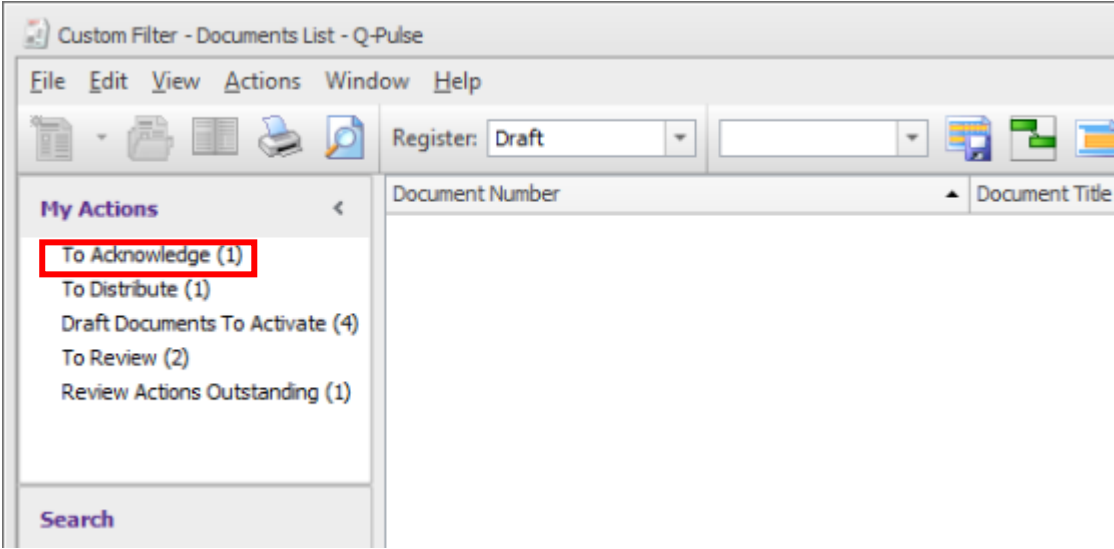 Custom Filter - Documents List - Q-Pulse
File Edit View Actions Window Help
Register: Draft
Document Number Document Title
My Actions
To Acknowledge (1)
To Distribute (1)
Draft Documents To Activate (4)
To Review (2)
Review Actions Outstanding (1)
Search